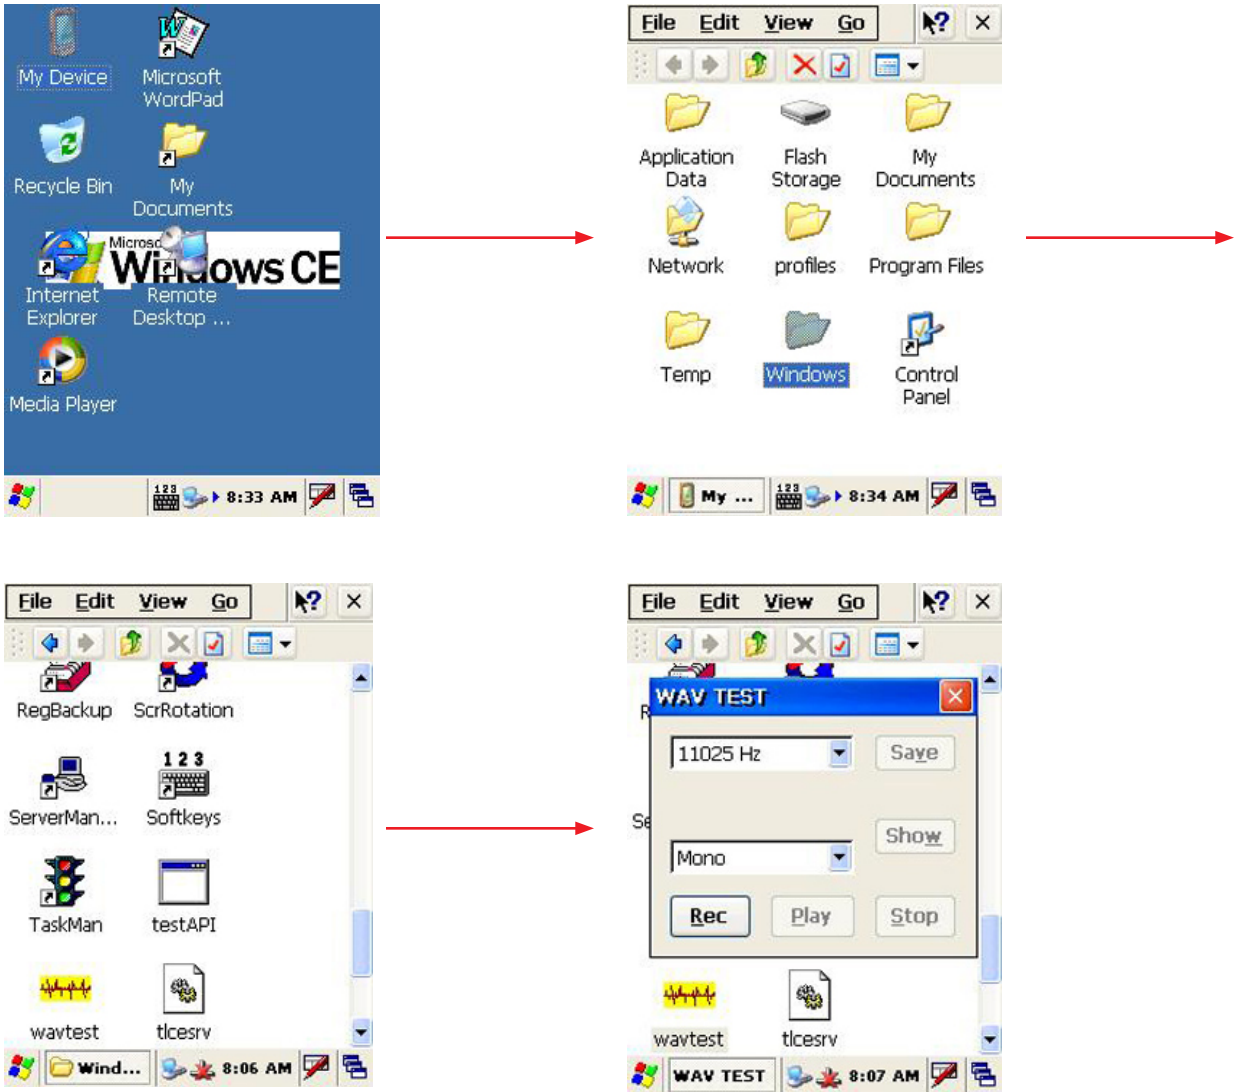 My Device
Microsoft
WordPad
Recycle Bin
My
Documents
Windows CE
Internet
Explorer
Remote
Desktop ...
Media Player
123
8:33 AM
File Edit View Go
?
Application
Data
Flash
Storage
My
Documents
Network
profiles
Program Files
Temp
Windows
Control
Panel
My ...
123
8:34 AM
File Edit View Go
?
RegBackup
ScrRotation
ServerMan...
1 2 3
Softkeys
TaskMan
testAPI
wavtest
tlcesrv
Wind...
8:06 AM
File Edit View Go
?
WAV TEST
11025 Hz
Save
Show
Mono
Rec
Play
Stop
wavtest
tlcesrv
WAV TEST
8:07 AM